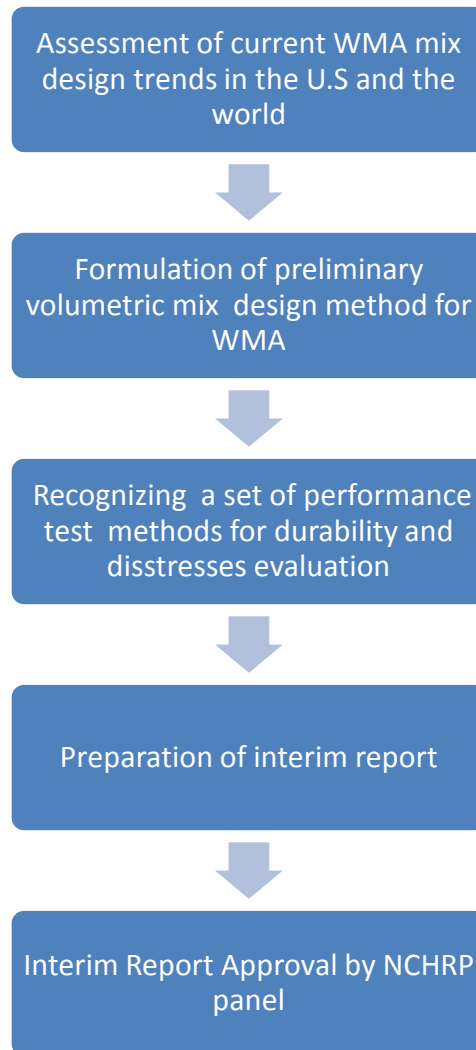 Assessment of current WMA mix
design trends in the U.S and the
world
Formulation of preliminary
volumetric mix design method for
WMA
Recognizing a set of performance
test methods for durability and
disstresses evaluation
Preparation of interim report
Interim Report Approval by NCHRP
panel